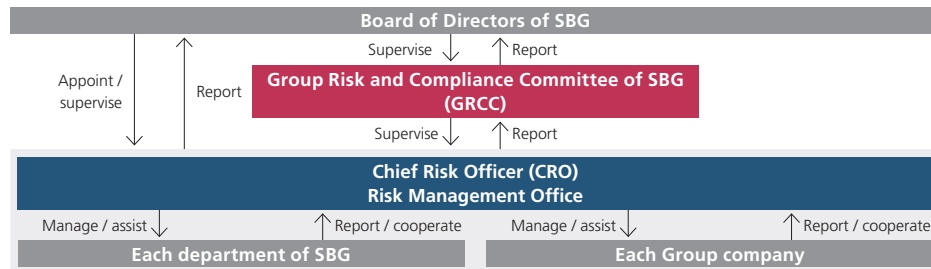 Board of Directors of SBG
Supervise
Report
Appoint /
supervise
Report
Group Risk and Compliance Committee of SBG
(GRCC)
Supervise
Report
Chief Risk Officer (CRO)
Risk Management Office
Manage / assist
Report / cooperate
Manage / assist
Report / cooperate
Each department of SBG
Each Group company